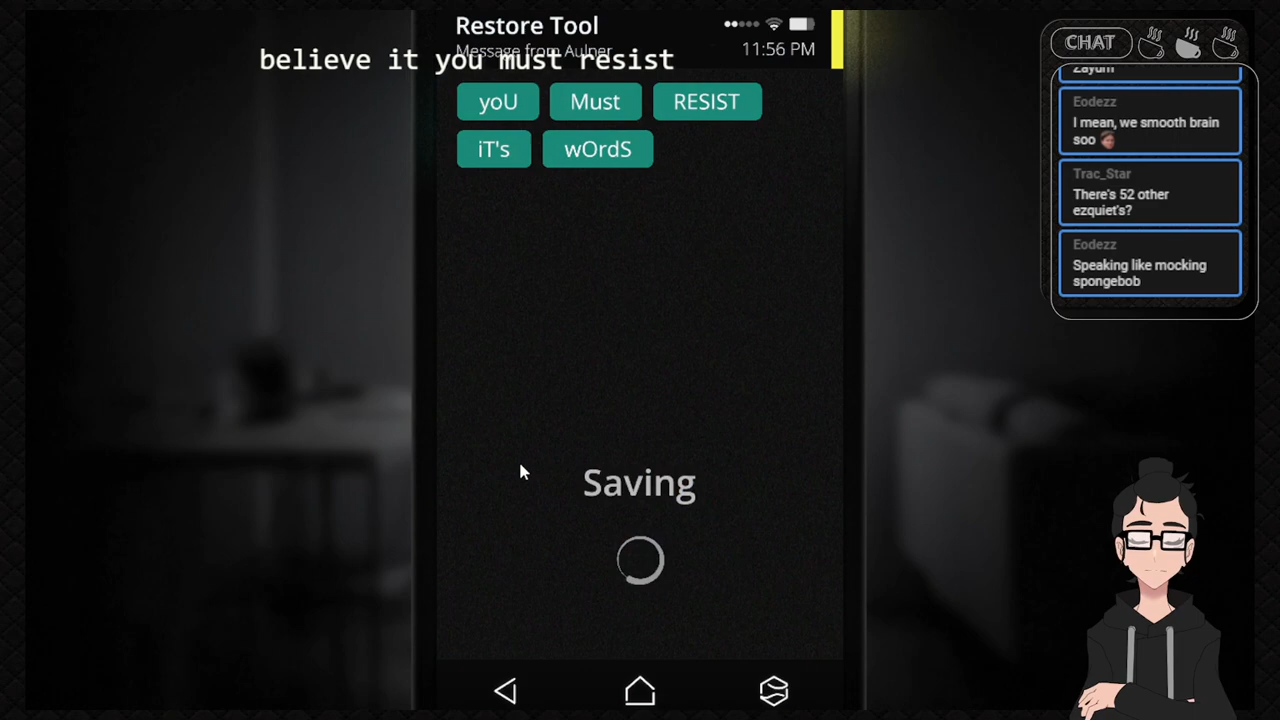 Restore Tool
Message from Aulner
11:56 PM
believe it you must resist
yoU Must RESIST
iT's wOrdS
Saving
CHAT
Zayum
Eodezz
I mean, we smooth brain
soo
Trac_Star
There's 52 other
ezquiet's?
Eodezz
Speaking like mocking
spongebob